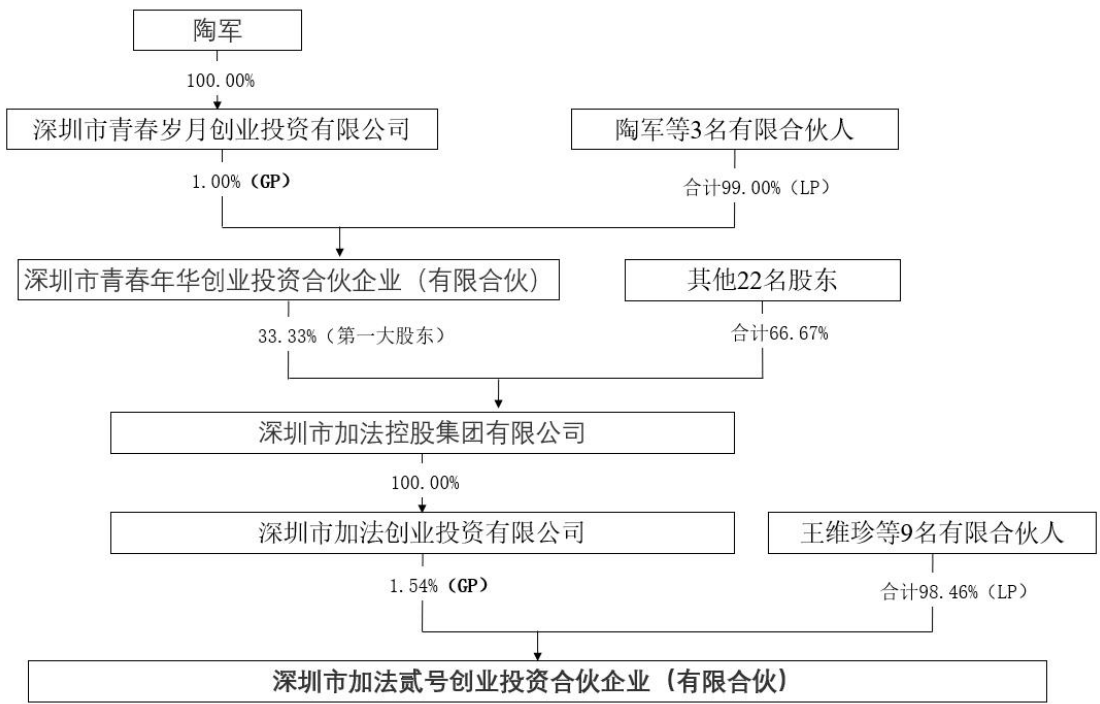 陶军
100.00%
深圳市青春岁月创业投资有限公司
陶军等3名有限合伙人
1.00%（GP）
合计99.00%（LP）
深圳市青春年华创业投资合伙企业（有限合伙）
其他22名股东
33.33%（第一大股东）
合计66.67%
深圳市加法控股集团有限公司
100.00%
深圳市加法创业投资有限公司
王维珍等9名有限合伙人
1.54%（GP）
合计98.46%（LP）
深圳市加法贰号创业投资合伙企业（有限合伙）